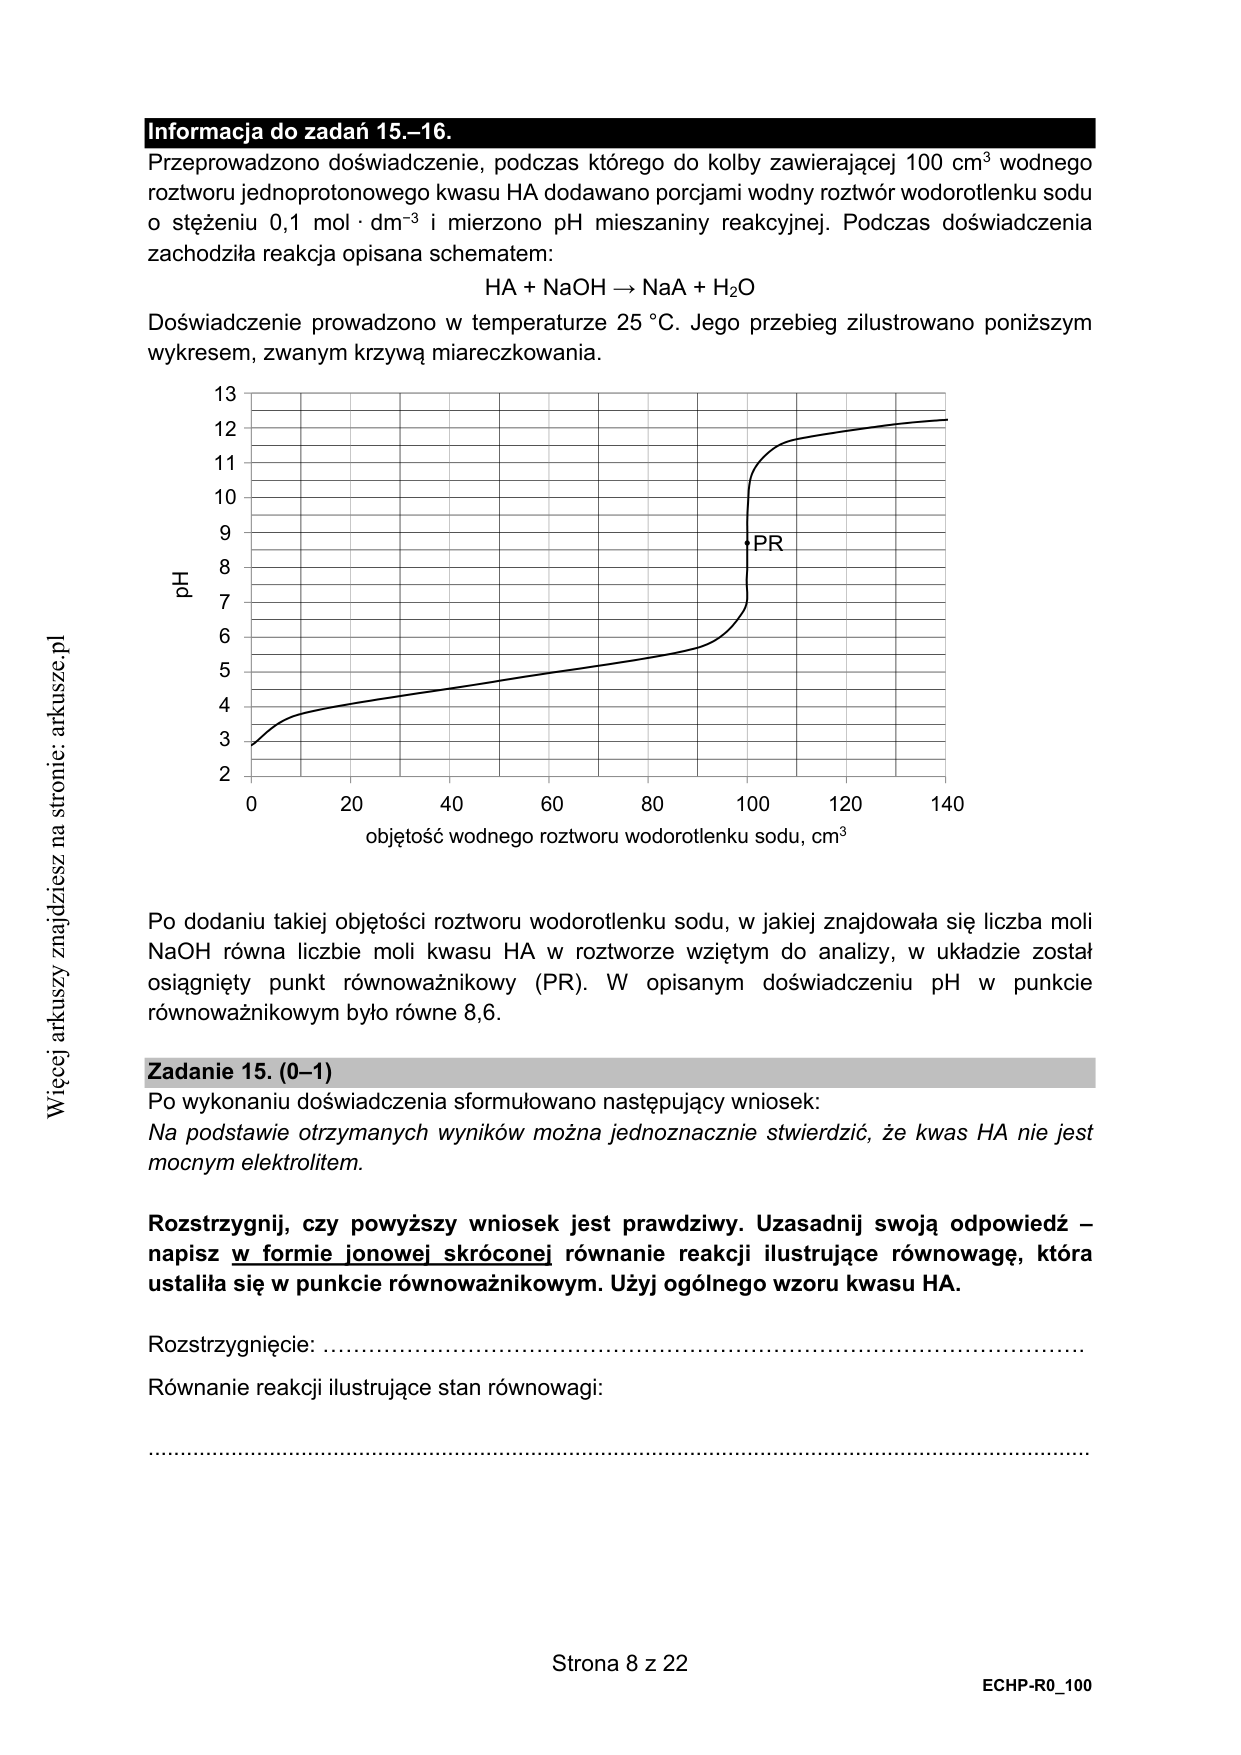 Informacja do zadań 15.–16.
Przeprowadzono doświadczenie, podczas którego do kolby zawierającej 100 cm³ wodnego
roztworu jednoprotonowego kwasu HA dodawano porcjami wodny roztwór wodorotlenku sodu
o stężeniu 0,1 mol · dm⁻³ i mierzono pH mieszaniny reakcyjnej. Podczas doświadczenia
zachodziła reakcja opisana schematem:
HA + NaOH → NaA + H₂O
Doświadczenie prowadzono w temperaturze 25 °C. Jego przebieg zilustrowano poniższym
wykresem, zwanym krzywą miareczkowania.
13
12
11
10
9
8
7
6
5
4
3
2
pH
PR
0 20 40 60 80 100 120 140
objętość wodnego roztworu wodorotlenku sodu, cm³
Po dodaniu takiej objętości roztworu wodorotlenku sodu, w jakiej znajdowała się liczba moli
NaOH równa liczbie moli kwasu HA w roztworze wziętym do analizy, w układzie został
osiągnięty punkt równoważnikowy (PR). W opisanym doświadczeniu pH w punkcie
równoważnikowym było równe 8,6.
Zadanie 15. (0–1)
Po wykonaniu doświadczenia sformułowano następujący wniosek:
Na podstawie otrzymanych wyników można jednoznacznie stwierdzić, że kwas HA nie jest
mocnym elektrolitem.
Rozstrzygnij, czy powyższy wniosek jest prawdziwy. Uzasadnij swoją odpowiedź –
napisz w formie jonowej skróconej równanie reakcji ilustrujące równowagę, która
ustaliła się w punkcie równoważnikowym. Użyj ogólnego wzoru kwasu HA.
Rozstrzygnięcie: ……………………………………………………………………………………….
Równanie reakcji ilustrujące stan równowagi:
....................................................................................................................................................
Strona 8 z 22
ECHP-R0_100
Więcej arkuszy znajdziesz na stronie: arkusze.pl